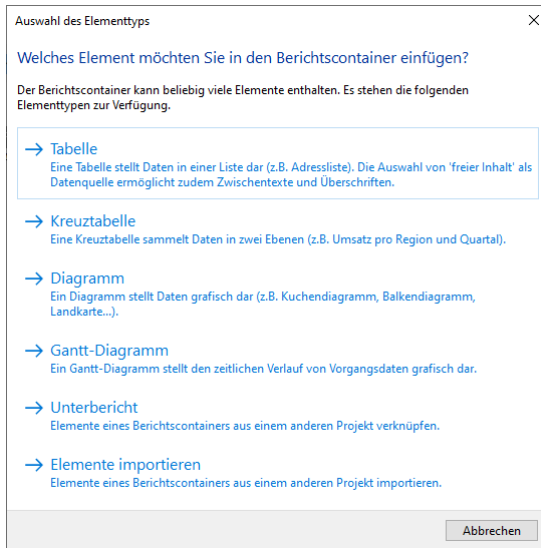 Auswahl des Elementtyps
Welches Element möchten Sie in den Berichtscontainer einfügen?
Der Berichtscontainer kann beliebig viele Elemente enthalten. Es stehen die folgenden
Elementtypen zur Verfügung.
Tabelle
Eine Tabelle stellt Daten in einer Liste dar (z.B. Adressliste). Die Auswahl von 'freier Inhalt' als
Datenquelle ermöglicht zudem Zwischentexte und Überschriften.
Kreuztabelle
Eine Kreuztabelle sammelt Daten in zwei Ebenen (z.B. Umsatz pro Region und Quartal).
Diagramm
Ein Diagramm stellt Daten grafisch dar (z.B. Kuchendiagramm, Balkendiagramm,
Landkarte...).
Gantt-Diagramm
Ein Gantt-Diagramm stellt den zeitlichen Verlauf von Vorgangsdaten grafisch dar.
Unterbericht
Elemente eines Berichtscontainers aus einem anderen Projekt verknüpfen.
Elemente importieren
Elemente eines Berichtscontainers aus einem anderen Projekt importieren.
Abbrechen